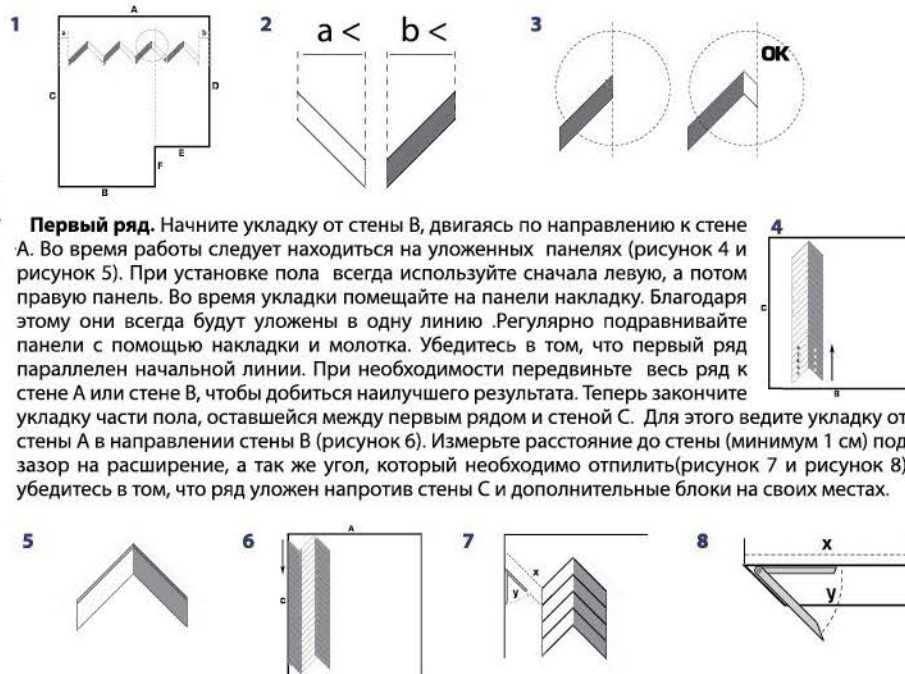 1
A
a
b
C
D
E
F
B
2
a <
b <
3
OK
Первый ряд. Начните укладку от стены В, двигаясь по направлению к стене
А. Во время работы следует находиться на уложенных панелях (рисунок 4 и
рисунок 5). При установке пола всегда используйте сначала левую, а потом
правую панель. Во время укладки помещайте на панели накладку. Благодаря
этому они всегда будут уложены в одну линию .Регулярно подравнивайте
панели с помощью накладки и молотка. Убедитесь в том, что первый ряд
параллелен начальной линии. При необходимости передвиньте весь ряд к
стене А или стене В, чтобы добиться наилучшего результата. Теперь закончите
укладку части пола, оставшейся между первым рядом и стеной С. Для этого ведите укладку от
стены А в направлении стены В (рисунок 6). Измерьте расстояние до стены (минимум 1 см) под
зазор на расширение, а так же угол, который необходимо отпилить(рисунок 7 и рисунок 8)
убедитесь в том, что ряд уложен напротив стены С и дополнительные блоки на своих местах.
4
C
B
5
6
A
7
x
y
8
x
y